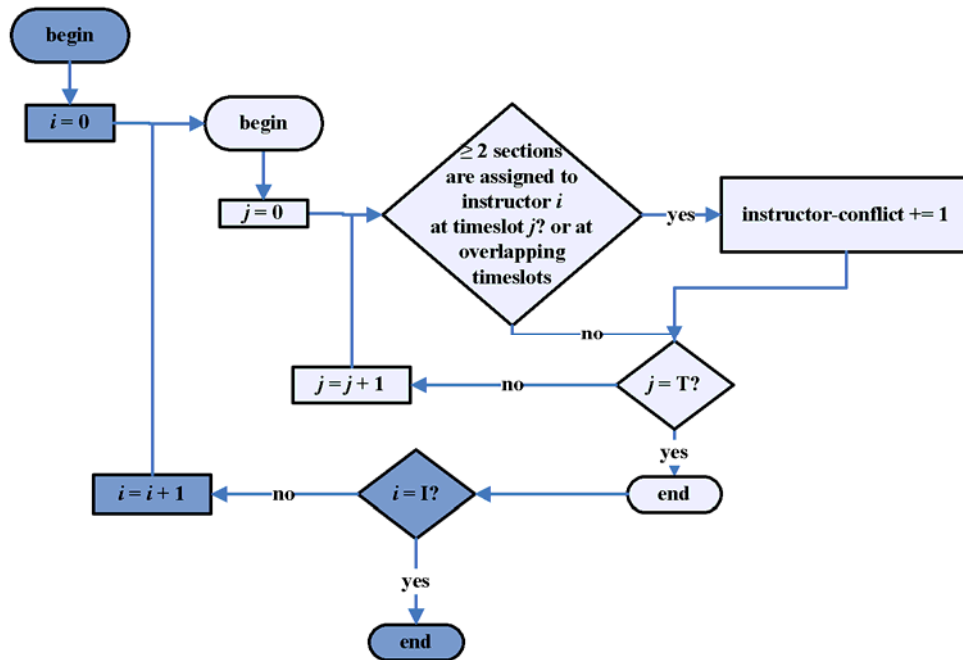 begin
i = 0
begin
j = 0
≥ 2 sections
are assigned to
instructor i
at timeslot j? or at
overlapping
timeslots
yes
instructor-conflict += 1
no
j = j + 1
no
j = T?
yes
i = i + 1
no
i = I?
end
yes
end